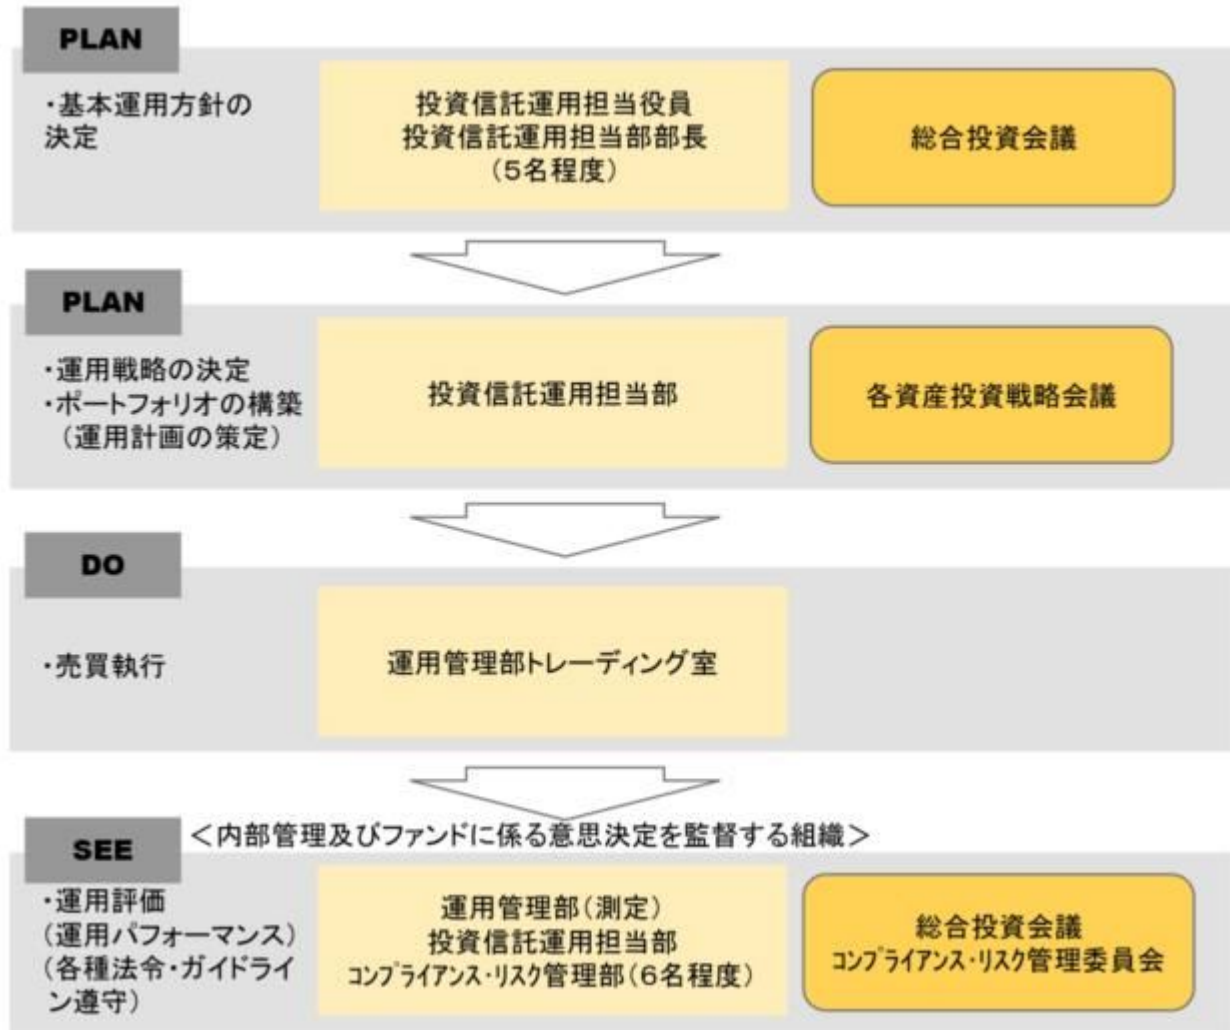 PLAN
・基本運用方針の
決定
投資信託運用担当役員
投資信託運用担当部部長
(5名程度)
総合投資会議
PLAN
・運用戦略の決定
・ポートフォリオの構築
(運用計画の策定)
投資信託運用担当部
各資産投資戦略会議
DO
・売買執行
運用管理部トレーディング室
SEE
＜内部管理及びファンドに係る意思決定を監督する組織＞
・運用評価
(運用パフォーマンス)
(各種法令・ガイドライ
ン遵守)
運用管理部(測定)
投資信託運用担当部
コンプライアンス・リスク管理部(6名程度)
総合投資会議
コンプライアンス・リスク管理委員会